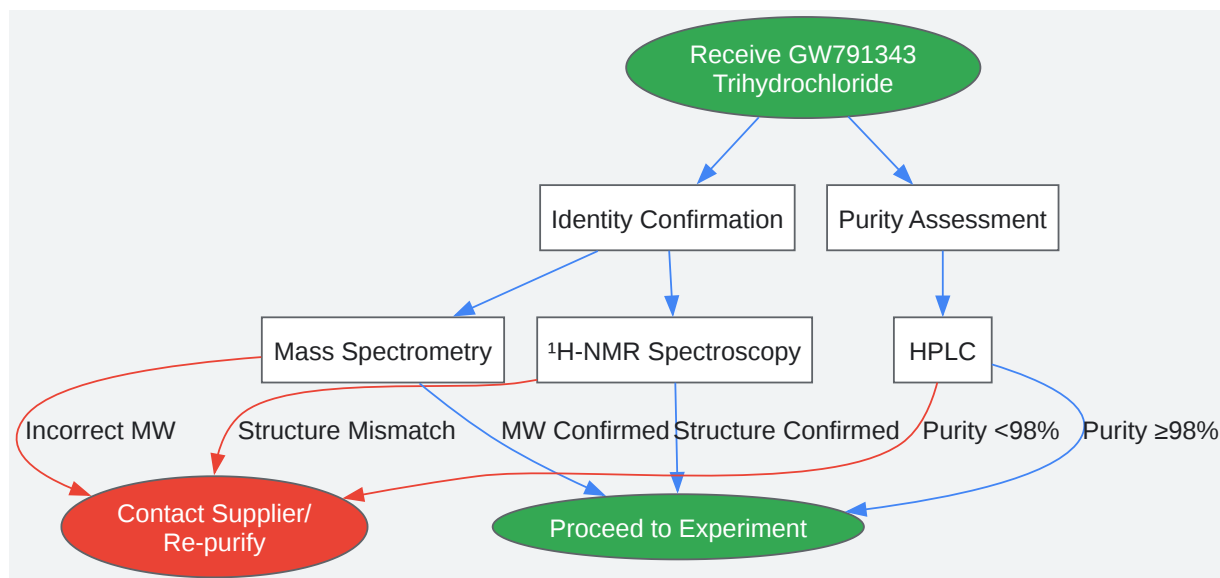 Receive GW791343
Trihydrochloride
Identity Confirmation
Purity Assessment
Mass Spectrometry
¹H-NMR Spectroscopy
HPLC
Incorrect MW
Structure Mismatch
MW Confirmed
Structure Confirmed
Purity <98%
Purity ≥98%
Contact Supplier/
Re-purify
Proceed to Experiment